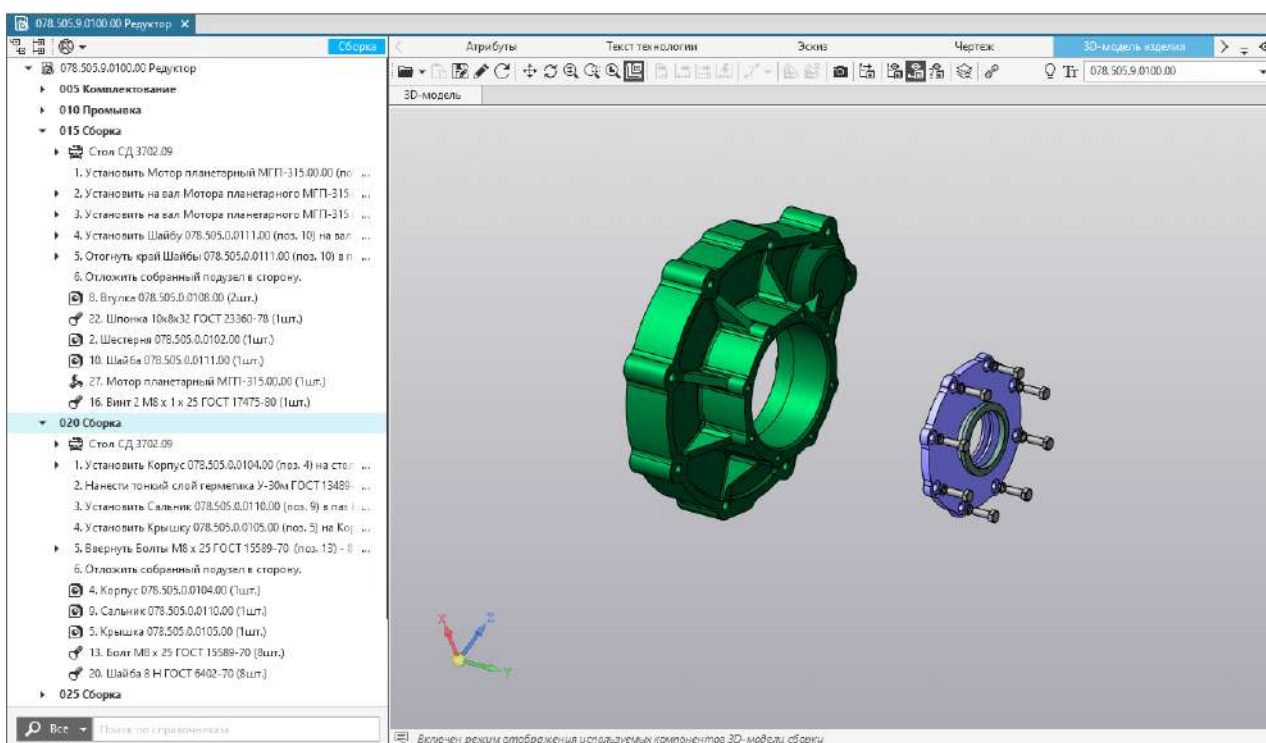 078.505.9.0100.00 Редуктор ×
Сборка
Атрибуты Текст технологии Эскиз Чертеж 3D-модель изделия
Тг 078.505.9.0100.00
3D-модель
078.505.9.0100.00 Редуктор
005 Комплектование
010 Промывка
015 Сборка
Стол СД 3702.09
1. Установить Мотор планетарный МГП-315.00.00 (по ...
2. Установить на вал Мотора планетарного МГП-315 ...
3. Установить на вал Мотора планетарного МГП-315 ...
4. Установить Шайбу 078.505.0.0111.00 (поз. 10) на вал ...
5. Отогнуть край Шайбы 078.505.0.0111.00 (поз. 10) в п ...
6. Отложить собранный подузел в сторону.
8. Втулка 078.505.0.0108.00 (2шт.)
22. Шпонка 10х8х32 ГОСТ 23360-78 (1шт.)
2. Шестерня 078.505.0.0102.00 (1шт.)
10. Шайба 078.505.0.0111.00 (1шт.)
27. Мотор планетарный МГП-315.00.00 (1шт.)
16. Винт 2 М8 х 1 х 25 ГОСТ 17475-80 (1шт.)
020 Сборка
Стол СД 3702.09
1. Установить Корпус 078.505.0.0104.00 (поз. 4) на стол ...
2. Нанести тонкий слой герметика У-30м ГОСТ 13489- ...
3. Установить Сальник 078.505.0.0110.00 (поз. 9) в паз ...
4. Установить Крышку 078.505.0.0105.00 (поз. 5) на Кор ...
5. Ввернуть Болты М8 х 25 ГОСТ 15589-70 (поз. 13) - 8 ...
6. Отложить собранный подузел в сторону.
4. Корпус 078.505.0.0104.00 (1шт.)
9. Сальник 078.505.0.0110.00 (1шт.)
5. Крышка 078.505.0.0105.00 (1шт.)
13. Болт М8 х 25 ГОСТ 15589-70 (8шт.)
20. Шайба 8 Н ГОСТ 6402-70 (8шт.)
025 Сборка
X
Z
Y
Все
Поиск по справочникам
Включен режим отображения используемых компонентов 3D-модели сборки